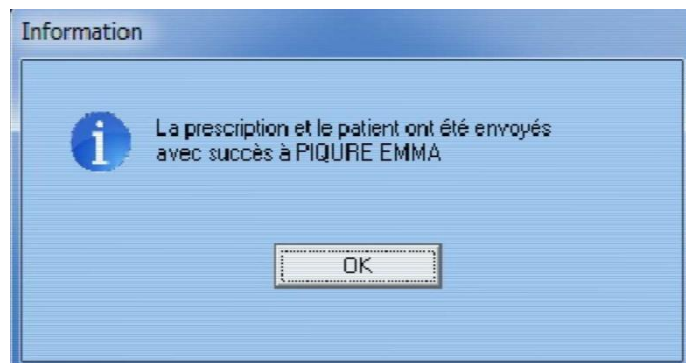 Information
La prescription et le patient ont été envoyés
avec succès à PIQURE EMMA
OK